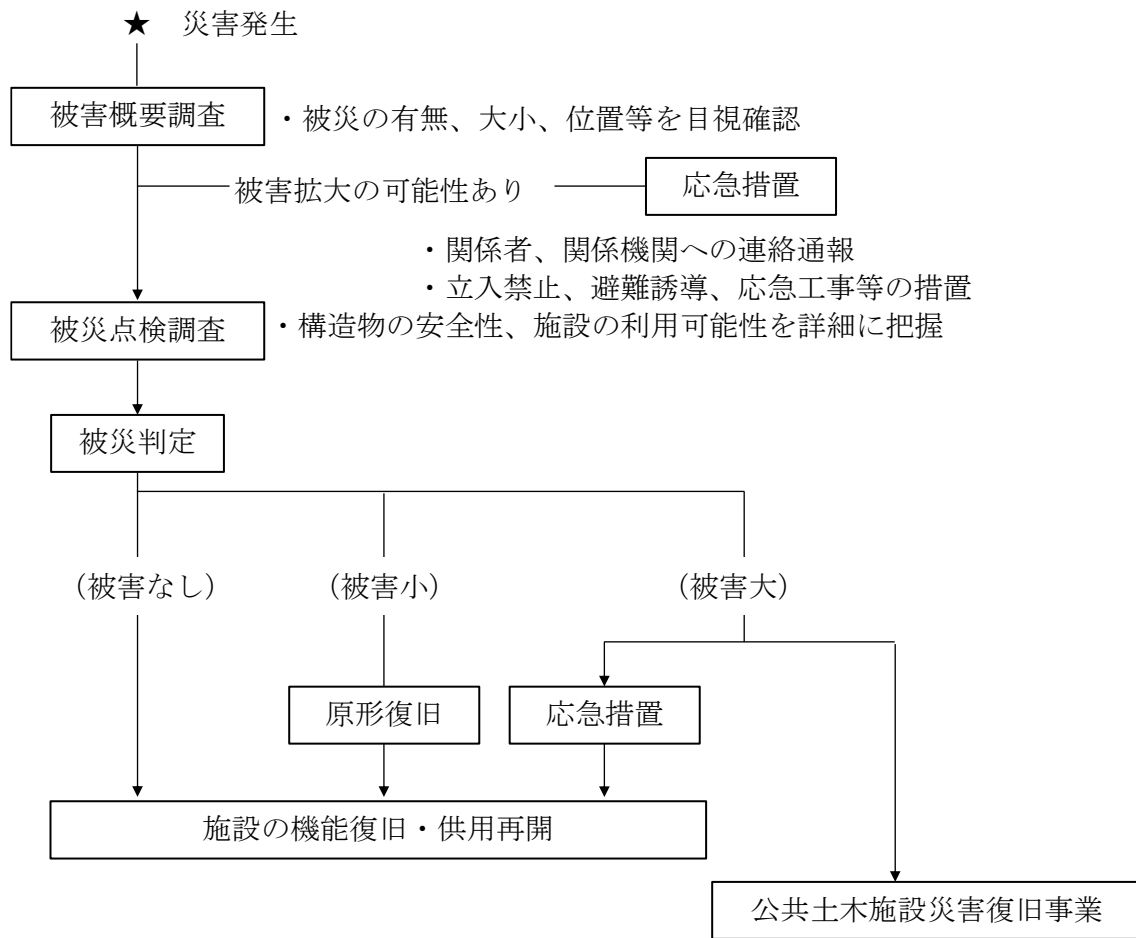 ★　災害発生
被害概要調査
・被災の有無、大小、位置等を目視確認
被害拡大の可能性あり
応急措置
・関係者、関係機関への連絡通報
・立入禁止、避難誘導、応急工事等の措置
被災点検調査
・構造物の安全性、施設の利用可能性を詳細に把握
被災判定
（被害なし）
（被害小）
（被害大）
原形復旧
応急措置
施設の機能復旧・供用再開
公共土木施設災害復旧事業